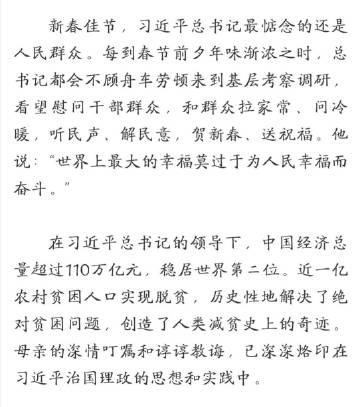 新春佳节，习近平总书记最惦念的还是
人民群众。每到春节前夕年味渐浓之时，总
书记都会不顾舟车劳顿来到基层考察调研，
看望慰问干部群众，和群众拉家常、问冷
暖，听民声、解民意，贺新春、送祝福。他
说：“世界上最大的幸福莫过于为人民幸福而
奋斗。”
在习近平总书记的领导下，中国经济总
量超过110万亿元，稳居世界第二位。近一亿
农村贫困人口实现脱贫，历史性地解决了绝
对贫困问题，创造了人类减贫史上的奇迹。
母亲的深情叮嘱和谆谆教诲，已深深烙印在
习近平治国理政的思想和实践中。